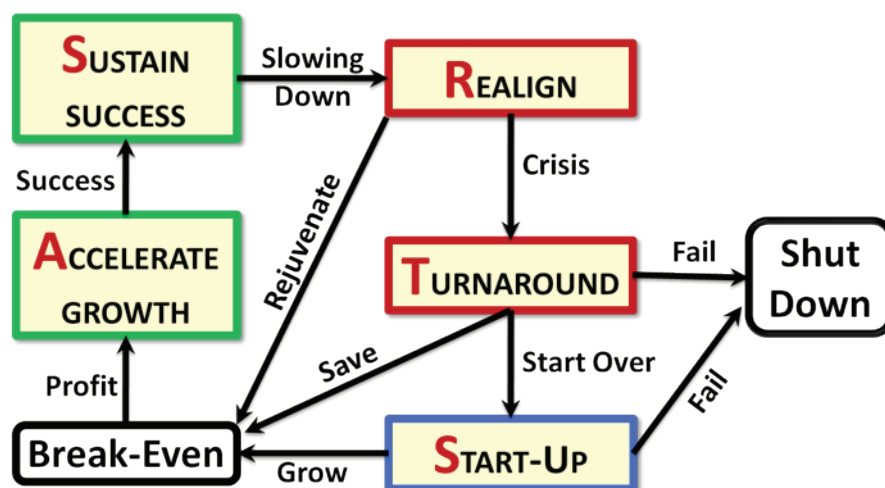 SUSTAIN
SUCCESS
Slowing
Down
REALIGN
Success
Rejuvenate
Crisis
ACCELERATE
GROWTH
TURNAROUND
Fail
Shut
Down
Profit
Save
Start Over
Fail
Break-Even
Grow
START-UP